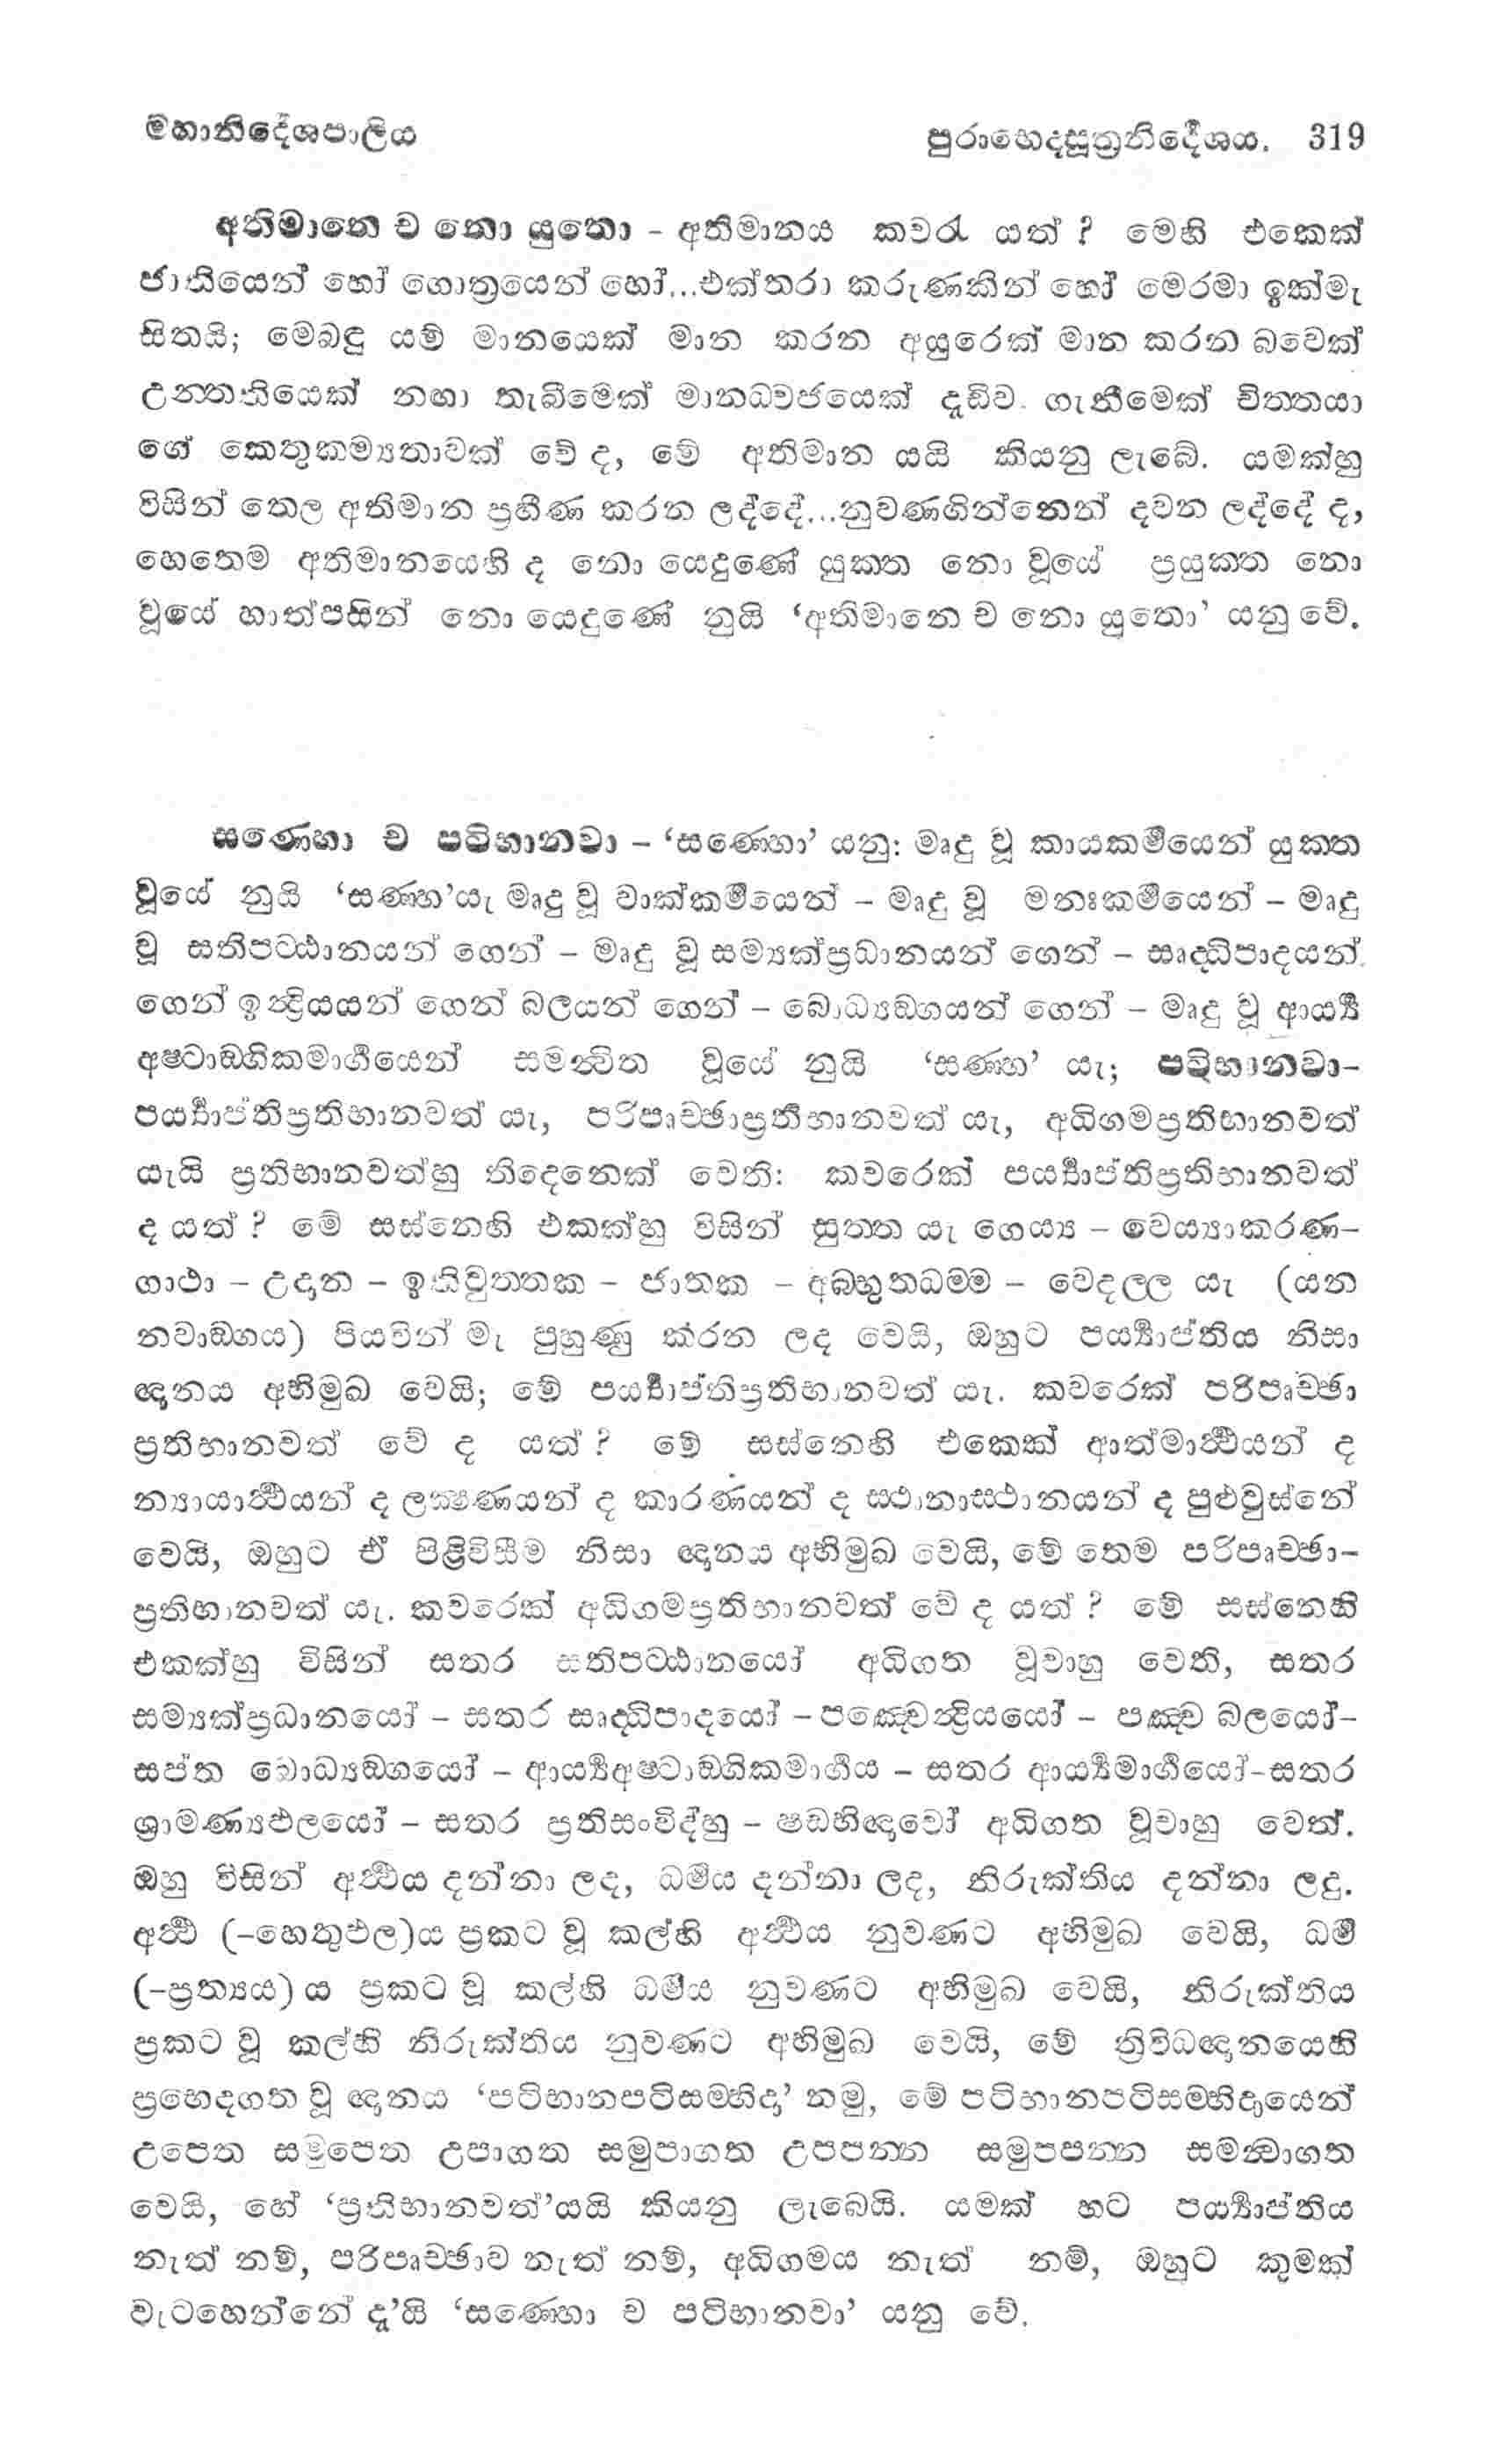 මහානිදේශපාලිය පුරාභෙදසූත්‍රනිර්දේශය. 319
අතිමානෙ ච නො යුතො - අතිමානය කවරැ යත් ? මෙහි එකෙක්
ජාතියෙන් හෝ ගොත්‍රයෙන් හෝ...එක්තරා කරුණකින් හෝ මෙරමා ඉක්මැ
සිතයි; මෙබඳු යම් මානයෙක් මාන කරන අයුරෙක් මාන කරන බවෙක්
උන්තතියෙක් නඟා තැබීමෙක් මානධ්වජයෙක් දැඩිව ගැනීමෙක් චිත්තයා
ගේ කෙතුකම්‍යතාවක් වේ ද, මේ අතිමාන යයි කියනු ලැබේ. යමක්හු
විසින් තෙල අතිමාන ප්‍රහීණ කරන ලද්දේ...නුවණගින්නෙන් දවන ලද්දේ ද,
හෙතෙම අතිමානයෙහි ද නො යෙදුණේ යුක්ත නො වූයේ ප්‍රයුක්ත නො
වූයේ හාත්පසින් නො යෙදුණේ නුයි ‘අතිමානෙ ච නො යුතො’ යනු වේ.
සණ්හො ච පටිභානවා – ‘සණ්හො’ යනු: මෘදු වූ කායකර්මයෙන් යුක්ත
වූයේ නුයි ‘සණ්හ’යැ මෘදු වූ වාක්කර්මයෙන් – මෘදු වූ මනඃකර්මයෙන් – මෘදු
වූ සතිපට්ඨානයන් ගෙන් – මෘදු වූ සම්‍යක්ප්‍රධානයන් ගෙන් – සෘද්ධිපාදයන්
ගෙන් ඉන්ද්‍රියයන් ගෙන් බලයන් ගෙන් – බොධ්‍යඞ්ගයන් ගෙන් – මෘදු වූ ආර්‍ය්‍ය
අෂ්ටාඞ්ගිකමාර්ගයෙන් සමන්විත වූයේ නුයි ‘සණ්හ’ යැ; පටිභානවා–
පර්‍ය්‍යාප්තිප්‍රතිභානවත් යැ, පරිපෘච්ඡාප්‍රතිභානවත් යැ, අධිගමප්‍රතිභානවත්
යැයි ප්‍රතිභානවත්හු තිදෙනෙක් වෙති: කවරෙක් පර්‍ය්‍යාප්තිප්‍රතිභානවත්
ද යත් ? මේ සස්නෙහි එකක්හු විසින් සුත්ත යැ ගෙය්‍ය – වෙය්‍යාකරණ–
ගාථා – උදාන – ඉතිවුත්තක – ජාතක – අබ්භුතධම්ම – වෙදල්ල යැ (යන
නවාඞ්ගය) පියවින් මැ පුහුණු කරන ලද වෙයි, ඔහුට පර්‍ය්‍යාප්තිය නිසා
ඥානය අභිමුඛ වෙයි; මේ පර්‍ය්‍යාප්තිප්‍රතිභානවත් යැ. කවරෙක් පරිපෘච්ඡා
ප්‍රතිභානවත් වේ ද යත් ? මේ සස්නෙහි එකෙක් ආත්මාර්ථයන් ද
න්‍යායාර්ථයන් ද ලක්‍ෂණයන් ද කාරණයන් ද ස්ථානාස්ථානයන් ද පුළුවුස්නේ
වෙයි, ඔහුට ඒ පිළිවිසීම නිසා ඥානය අභිමුඛ වෙයි, මේ තෙම පරිපෘච්ඡා–
ප්‍රතිභානවත් යැ. කවරෙක් අධිගමප්‍රතිභානවත් වේ ද යත් ? මේ සස්නෙහි
එකක්හු විසින් සතර සතිපට්ඨානයෝ අධිගත වූවාහු වෙති, සතර
සම්‍යක්ප්‍රධානයෝ – සතර සෘද්ධිපාදයෝ – පඤ්චෙන්ද්‍රියයෝ – පඤ්ච බලයෝ–
සප්ත බොධ්‍යඞ්ගයෝ – ආර්‍ය්‍යඅෂ්ටාඞ්ගිකමාර්ගය – සතර ආර්‍ය්‍යමාර්ගයෝ–සතර
ශ්‍රාමණ්‍යඵලයෝ – සතර ප්‍රතිසංවිද්හු – ෂඩභිඥාවෝ අධිගත වූවාහු වෙත්.
ඔහු විසින් අර්ථය දන්නා ලද, ධර්මය දන්නා ලද, නිරුක්තිය දන්නා ලදු.
අර්ථ (–හෙතුඵල)ය ප්‍රකට වූ කල්හි අර්ථය නුවණට අභිමුඛ වෙයි, ධර්ම
(–ප්‍රත්‍යය) ය ප්‍රකට වූ කල්හි ධර්මය නුවණට අභිමුඛ වෙයි, නිරුක්තිය
ප්‍රකට වූ කල්හි නිරුක්තිය නුවණට අභිමුඛ වෙයි, මේ ත්‍රිවිධඥානයෙහි
ප්‍රභෙදගත වූ ඥානය ‘පටිභානපටිසම්භිදා’ නමු, මේ පටිභානපටිසම්භිදායෙන්
උපෙත සමුපෙත උපාගත සමුපාගත උපපන්න සමුපපන්න සමන්වාගත
වෙයි, හේ ‘ප්‍රතිභානවත්’යයි කියනු ලැබෙයි. යමක් හට පර්‍ය්‍යාප්තිය
නැත් නම්, පරිපෘච්ඡාව නැත් නම්, අධිගමය නැත් නම්, ඔහුට කුමක්
වැටහෙන්නේ දැ’යි ‘සණ්හො ච පටිභානවා’ යනු වේ.